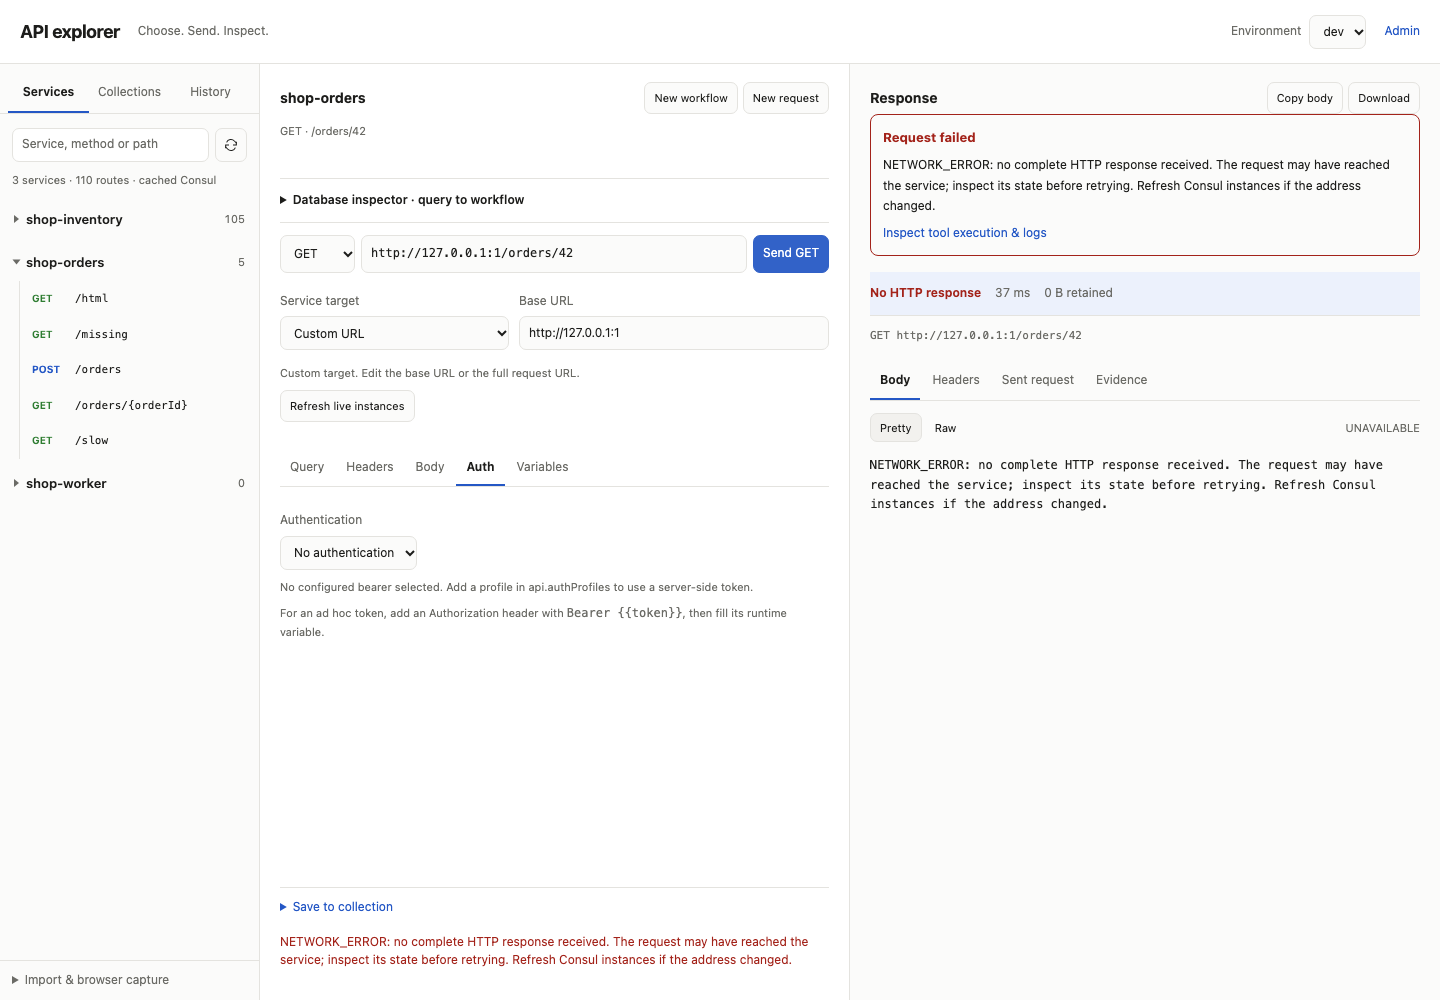 API explorer
Choose. Send. Inspect.
Environment
dev
Admin
Services
Collections
History
Service, method or path
3 services · 110 routes · cached Consul
shop-inventory
105
shop-orders
5
GET /html
GET /missing
POST /orders
GET /orders/{orderId}
GET /slow
shop-worker
0
Import & browser capture
shop-orders
New workflow
New request
GET · /orders/42
Database inspector · query to workflow
GET
http://127.0.0.1:1/orders/42
Send GET
Service target
Base URL
Custom URL
http://127.0.0.1:1
Custom target. Edit the base URL or the full request URL.
Refresh live instances
Query
Headers
Body
Auth
Variables
Authentication
No authentication
No configured bearer selected. Add a profile in api.authProfiles to use a server-side token.
For an ad hoc token, add an Authorization header with Bearer {{token}}, then fill its runtime
variable.
Save to collection
NETWORK_ERROR: no complete HTTP response received. The request may have reached the
service; inspect its state before retrying. Refresh Consul instances if the address changed.
Response
Copy body
Download
Request failed
NETWORK_ERROR: no complete HTTP response received. The request may have reached
the service; inspect its state before retrying. Refresh Consul instances if the address
changed.
Inspect tool execution & logs
No HTTP response
37 ms
0 B retained
GET http://127.0.0.1:1/orders/42
Body
Headers
Sent request
Evidence
Pretty
Raw
UNAVAILABLE
NETWORK_ERROR: no complete HTTP response received. The request may have
reached the service; inspect its state before retrying. Refresh Consul
instances if the address changed.